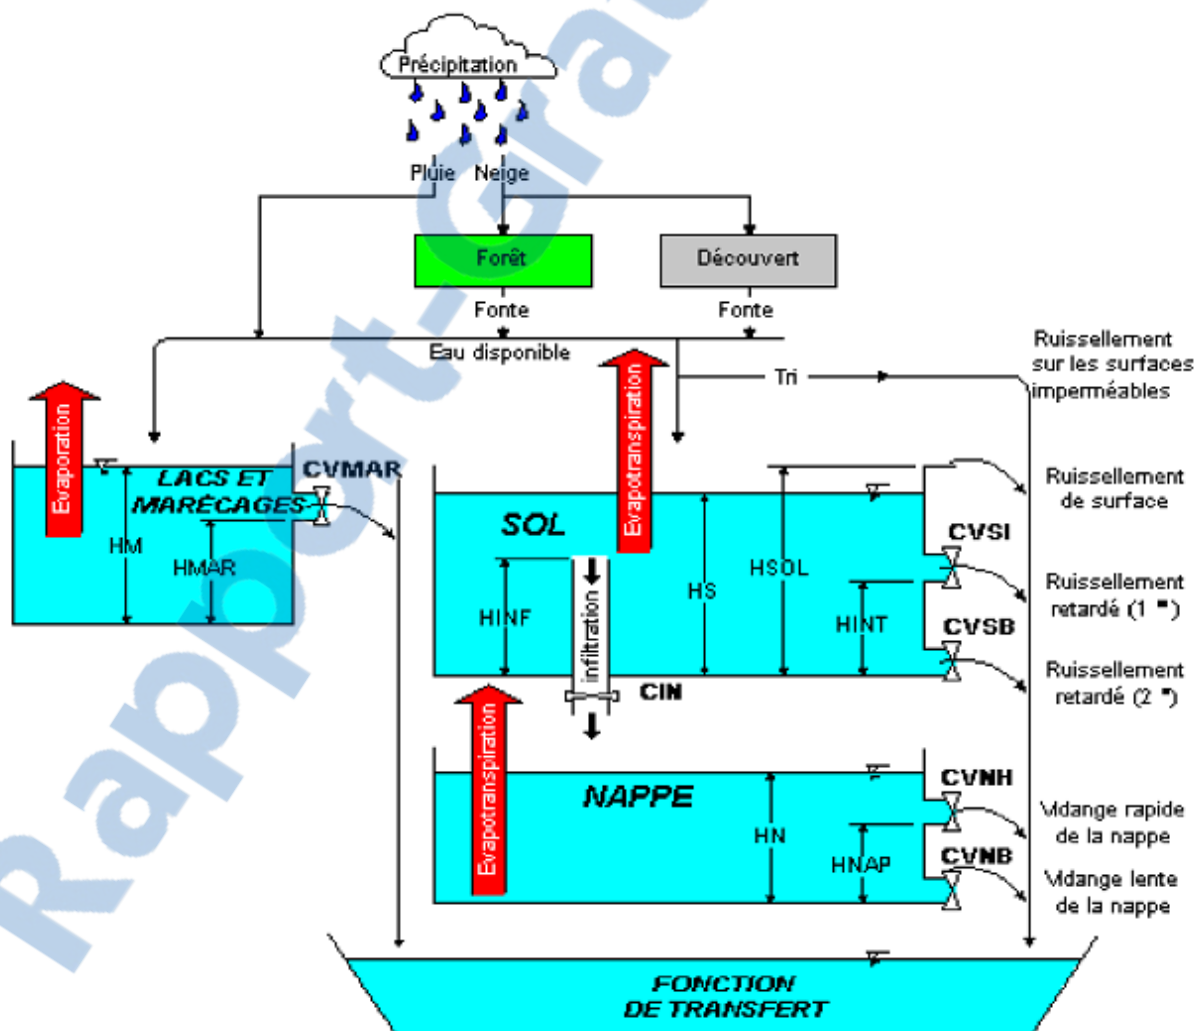 Précipitation
Pluie Neige
Forêt
Découvert
Fonte
Fonte
Eau disponible
Tri
Ruissellement
sur les surfaces
imperméables
Evaporation
Evapotranspiration
LACS ET
MARÉCAGES
CVMAR
HM
HMAR
SOL
HINF
infiltration
HS
HSOL
HINT
CVSI
CVSB
CIN
Ruissellement
de surface
Ruissellement
retardé (1 ")
Ruissellement
retardé (2 ")
Evapotranspiration
NAPPE
HN
HNAP
CVNH
CVNB
Vidange rapide
de la nappe
Vidange lente
de la nappe
FONCTION
DE TRANSFERT
Rapport-Gra